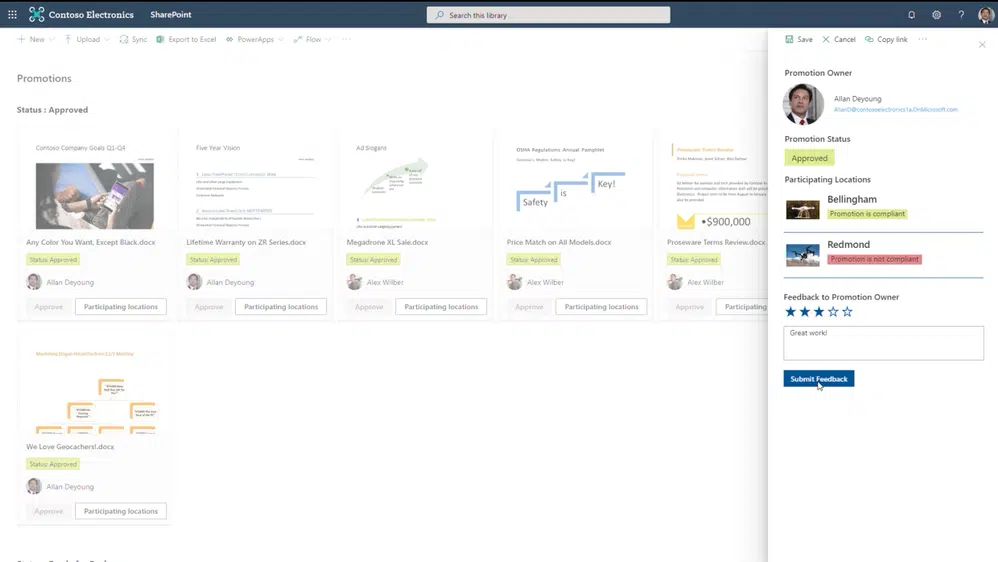 Contoso Electronics SharePoint Search this library ?
New Upload Sync Export to Excel PowerApps Flow ...
Save Cancel Copy link ...
Promotions
Status : Approved
Contoso Company Goals Q1-Q4
Five Year Vision
Ad Slogans
OSHA Regulations Annual Pamphlet
Proseware Terms Review
Safety is Key!
•$900,000
Any Color You Want, Except Black.docx
Lifetime Warranty on ZR Series.docx
Megadrone XL Sale.docx
Price Match on All Models.docx
Proseware Terms Review.docx
Status: Approved Status: Approved Status: Approved Status: Approved Status: Approved
Allan Deyoung Allan Deyoung Alex Wilber Alex Wilber Alex Wilber
Approve Participating locations Approve Participating locations Approve Participating locations Approve Participating locations Approve Participating
We Love Geocachers!.docx
Status: Approved
Allan Deyoung
Approve Participating locations
Promotion Owner
Allan Deyoung
AllanD@contosoelectronics1a.OnMicrosoft.com
Promotion Status
Approved
Participating Locations
Bellingham
Promotion is compliant
Redmond
Promotion is not compliant
Feedback to Promotion Owner
Great work!
Submit Feedback